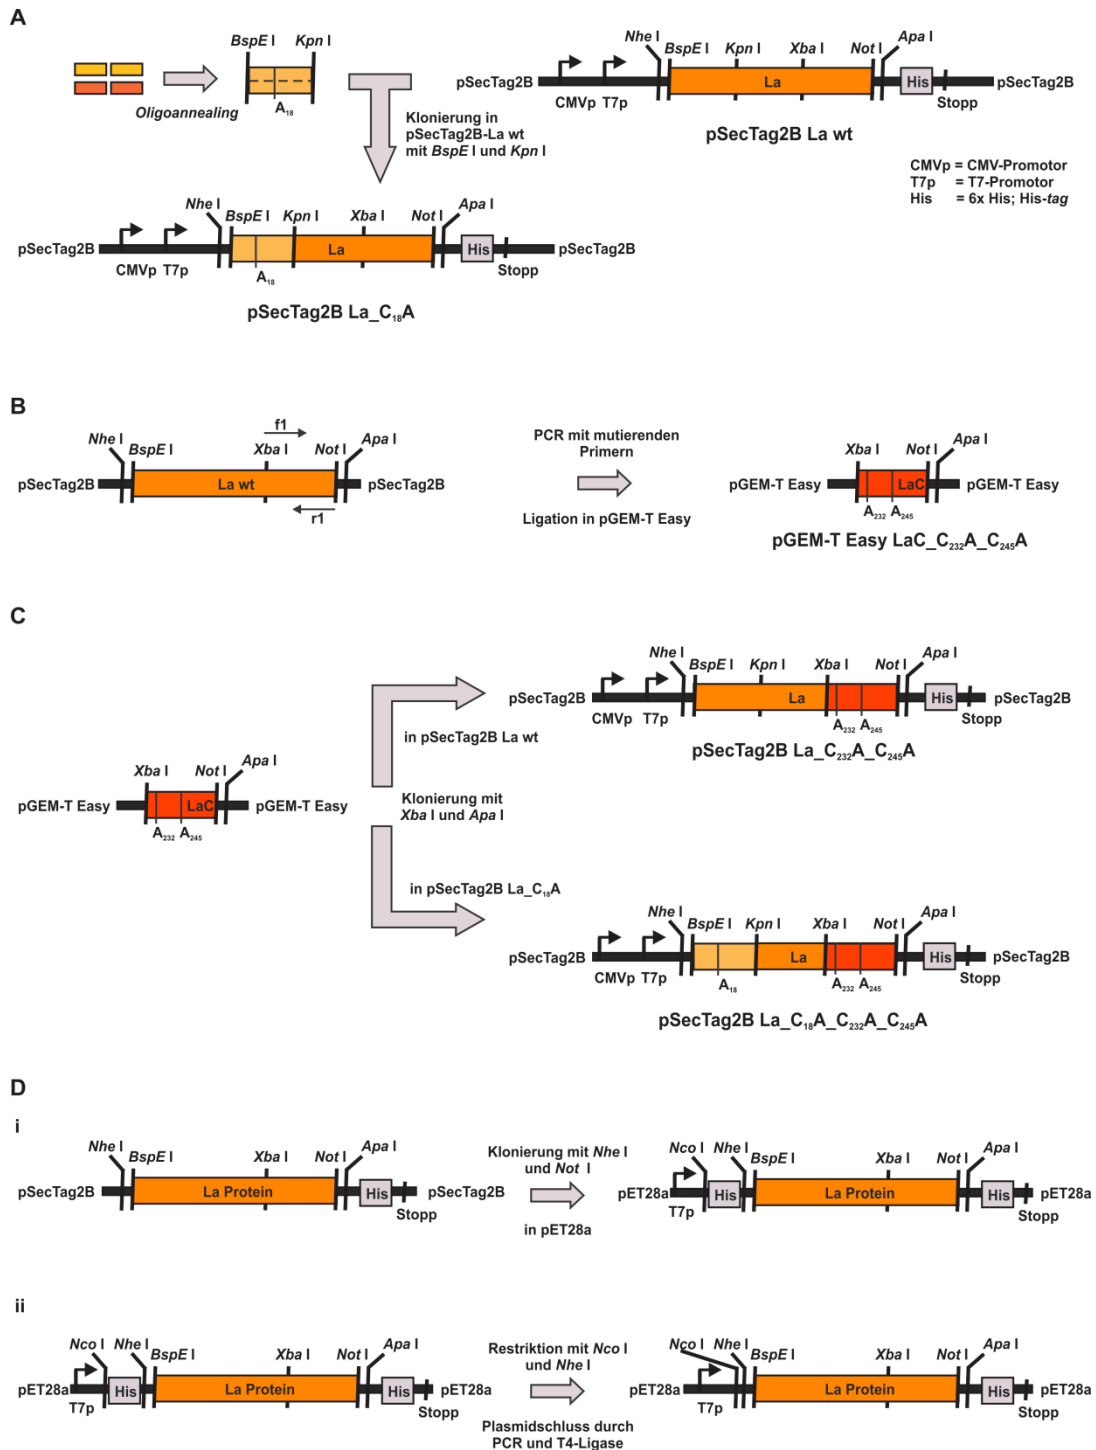 A
BspE I
Kpn I
Oligoannealing
A₁₈
Klonierung in
pSecTag2B-La wt
mit BspE I und Kpn I
Nhe I
BspE I
Kpn I
Xba I
Not I
Apa I
pSecTag2B
La
His
pSecTag2B
CMVp
T7p
Stopp
pSecTag2B La wt
CMVp = CMV-Promotor
T7p = T7-Promotor
His = 6x His; His-tag
Nhe I
BspE I
Kpn I
Xba I
Not I
Apa I
pSecTag2B
La
His
pSecTag2B
CMVp
T7p
A₁₈
Stopp
pSecTag2B La_C₁₈A
B
Nhe I
BspE I
f1
Xba I
Not I
Apa I
pSecTag2B
La wt
pSecTag2B
r1
PCR mit mutierenden
Primern
Ligation in pGEM-T Easy
Xba I
Not I
Apa I
pGEM-T Easy
LaC
pGEM-T Easy
A₂₃₂
A₂₄₅
pGEM-T Easy LaC_C₂₃₂A_C₂₄₅A
C
Xba I
Not I
Apa I
pGEM-T Easy
LaC
pGEM-T Easy
A₂₃₂
A₂₄₅
in pSecTag2B La wt
Klonierung mit
Xba I und Apa I
in pSecTag2B La_C₁₈A
Nhe I
BspE I
Kpn I
Xba I
Not I
Apa I
pSecTag2B
La
His
pSecTag2B
CMVp
T7p
A₂₃₂
A₂₄₅
Stopp
pSecTag2B La_C₂₃₂A_C₂₄₅A
Nhe I
BspE I
Kpn I
Xba I
Not I
Apa I
pSecTag2B
La
His
pSecTag2B
CMVp
T7p
A₁₈
A₂₃₂
A₂₄₅
Stopp
pSecTag2B La_C₁₈A_C₂₃₂A_C₂₄₅A
D
i
Nhe I
BspE I
Xba I
Not I
Apa I
pSecTag2B
La Protein
His
pSecTag2B
Stopp
Klonierung mit Nhe I
und Not I
in pET28a
Nco I
Nhe I
BspE I
Xba I
Not I
Apa I
pET28a
His
La Protein
His
pET28a
T7p
Stopp
ii
Nco I
Nhe I
BspE I
Xba I
Not I
Apa I
pET28a
His
La Protein
His
pET28a
T7p
Stopp
Restriktion mit Nco I
und Nhe I
Plasmidschluss durch
PCR und T4-Ligase
Nco I
Nhe I
BspE I
Xba I
Not I
Apa I
pET28a
La Protein
His
pET28a
T7p
Stopp